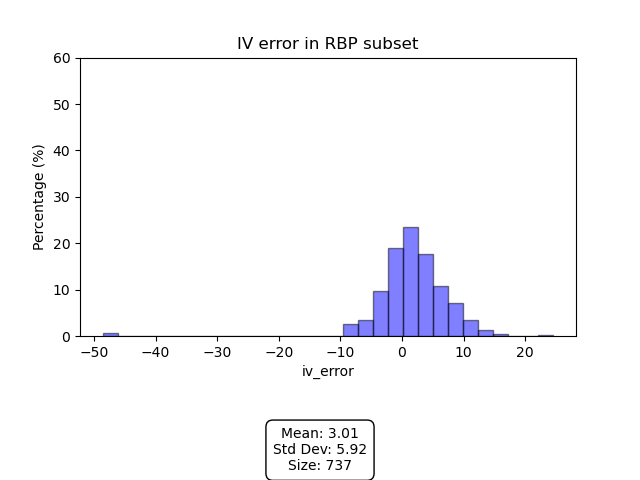 IV error in RBP subset
60
50
40
30
20
10
0
Percentage (%)
−50 −40 −30 −20 −10 0 10 20
iv_error
Mean: 3.01
Std Dev: 5.92
Size: 737